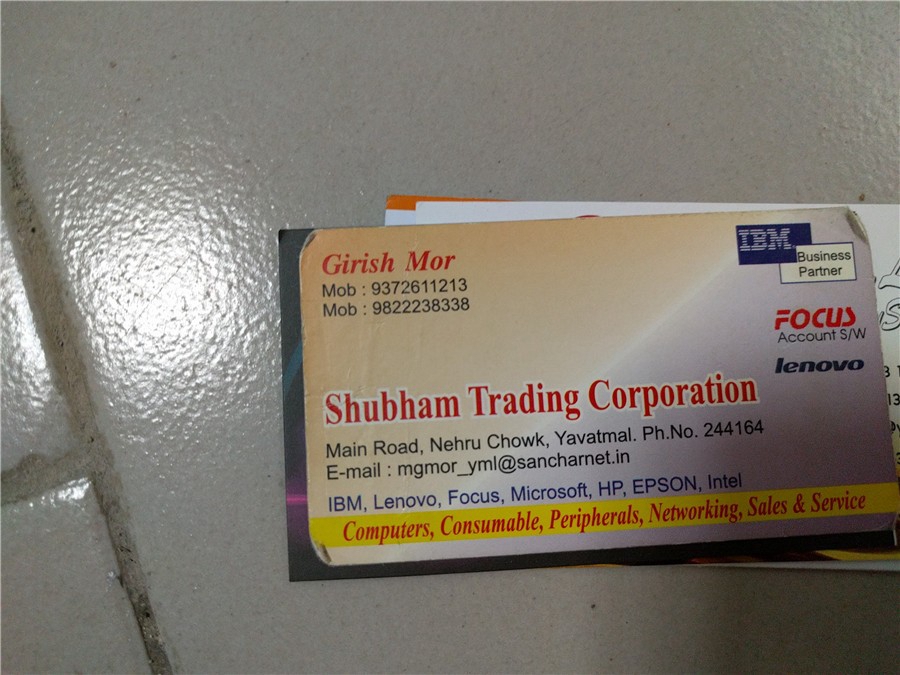 Girish Mor
Mob : 9372611213
Mob : 9822238338
IBM
Business
Partner
FOCUS
Account S/W
lenovo
Shubham Trading Corporation
Main Road, Nehru Chowk, Yavatmal. Ph.No. 244164
E-mail : mgmor_yml@sancharnet.in
IBM, Lenovo, Focus, Microsoft, HP, EPSON, Intel
Computers, Consumable, Peripherals, Networking, Sales & Service